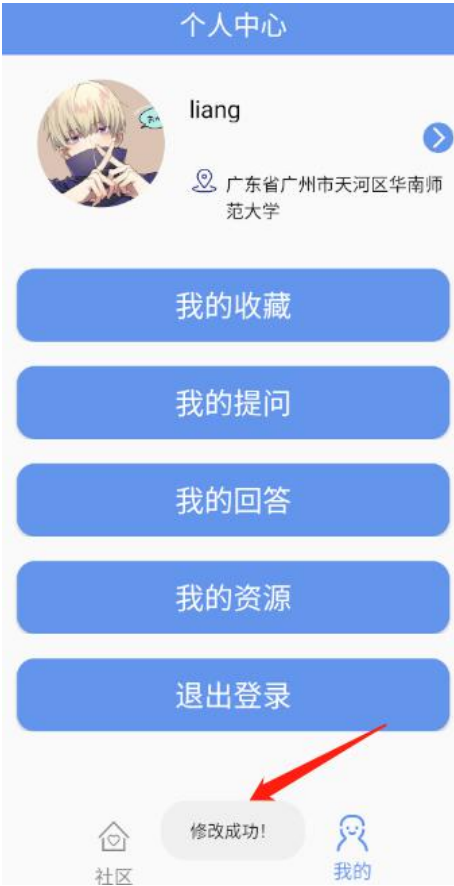 个人中心
liang
广东省广州市天河区华南师
范大学
我的收藏
我的提问
我的回答
我的资源
退出登录
修改成功!
社区
我的